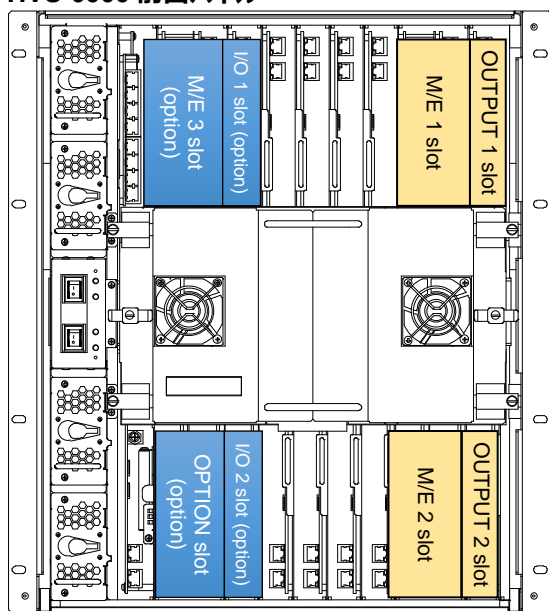 M/E 3 slot
(option)
I/O 1 slot (option)
M/E 1 slot
OUTPUT 1 slot
OPTION slot
(option)
I/O 2 slot (option)
M/E 2 slot
OUTPUT 2 slot